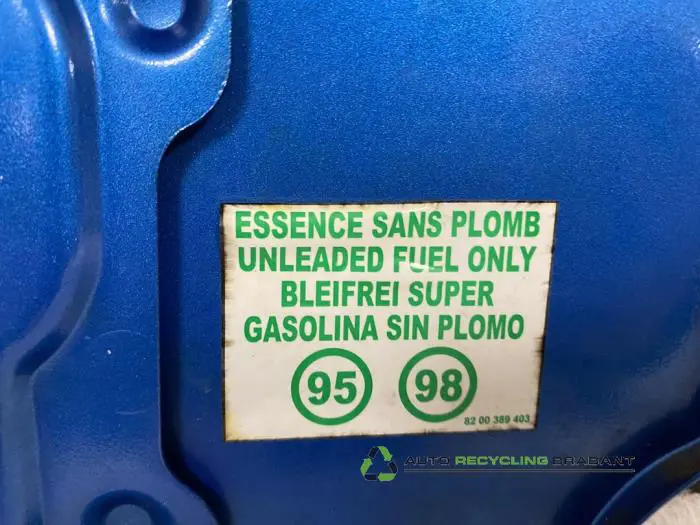 ESSENCE SANS PLOMB
UNLEADED FUEL ONLY
BLEIFREI SUPER
GASOLINA SIN PLOMO
95 98
82 00 389 403
AUTO RECYCLING BRABANT